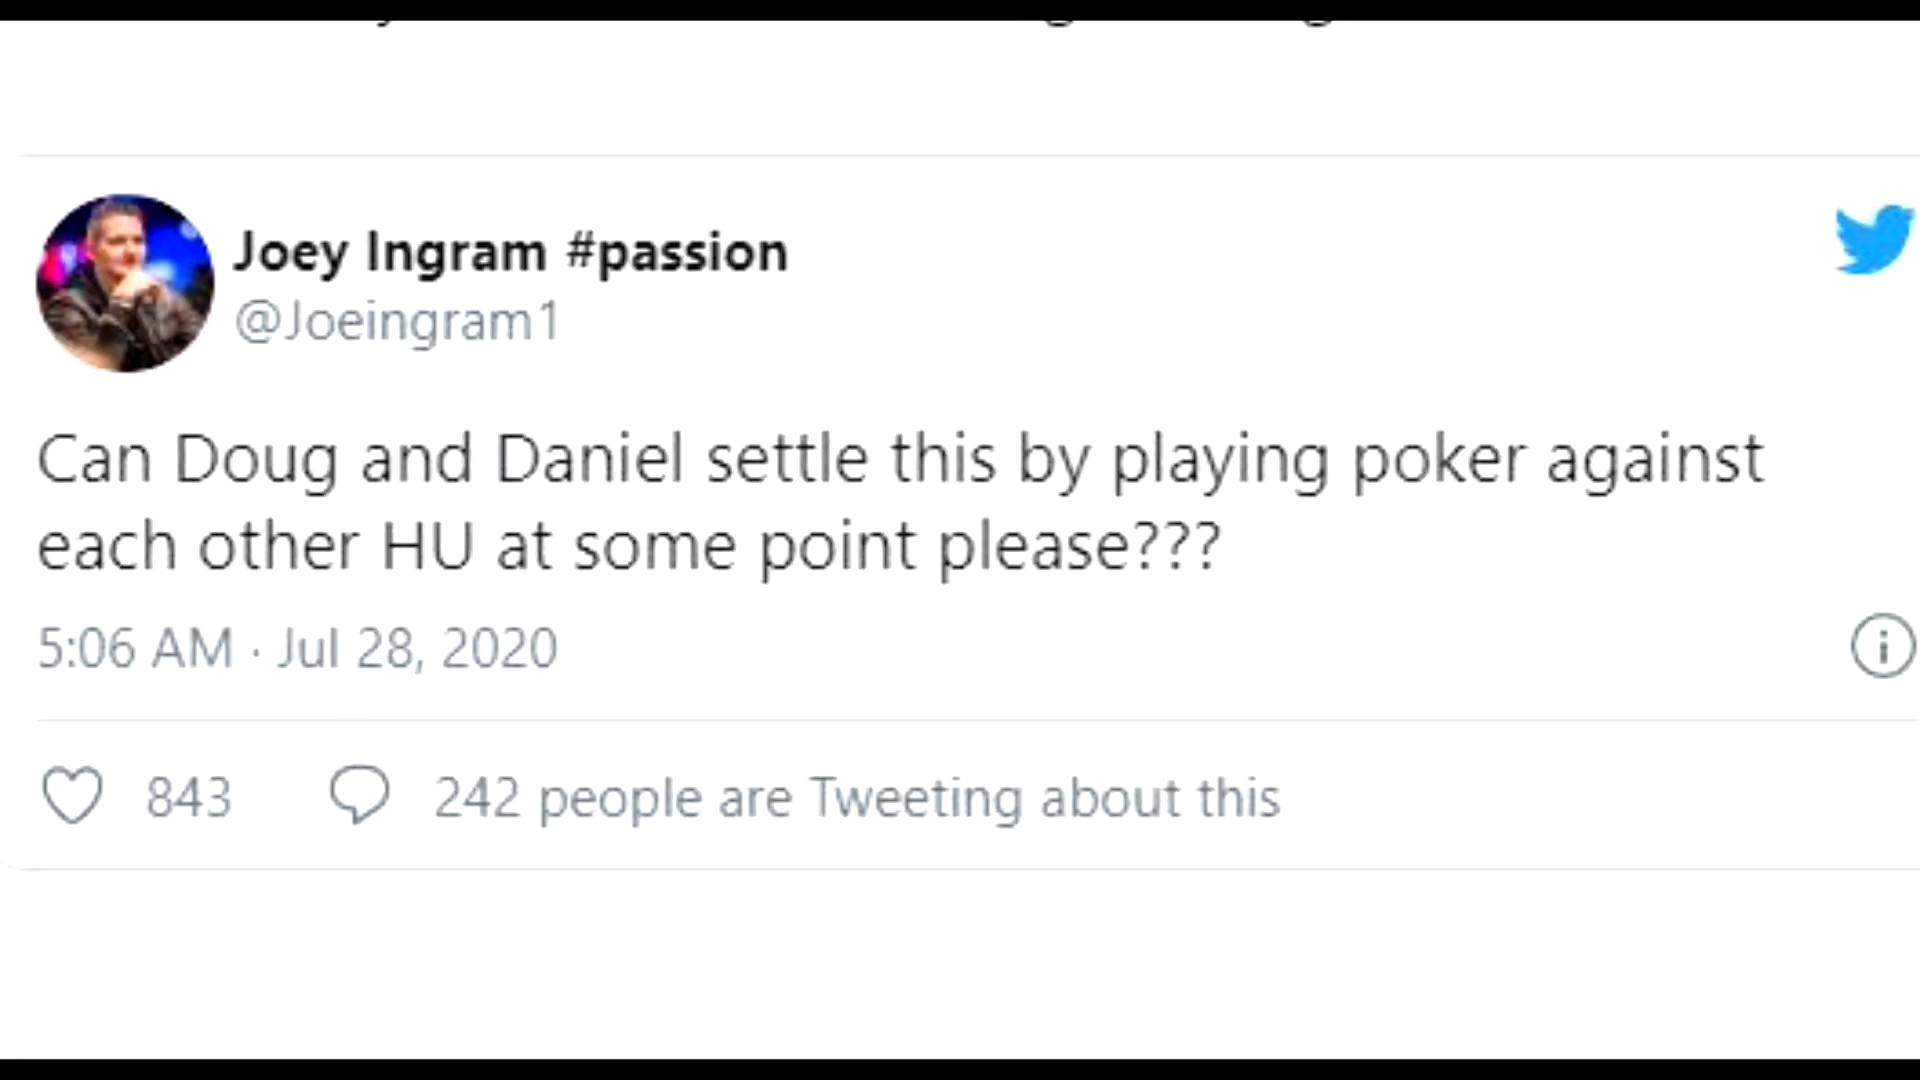 Joey Ingram #passion
@Joeingram1
Can Doug and Daniel settle this by playing poker against
each other HU at some point please???
5:06 AM · Jul 28, 2020
843
242 people are Tweeting about this